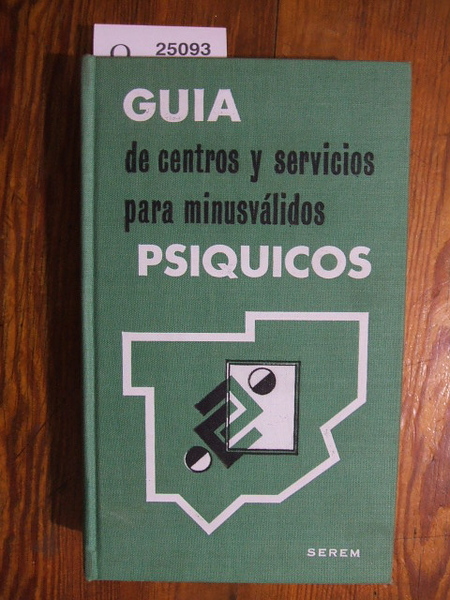 25093
GUIA
de centros y servicios
para minusválidos
PSIQUICOS
SEREM